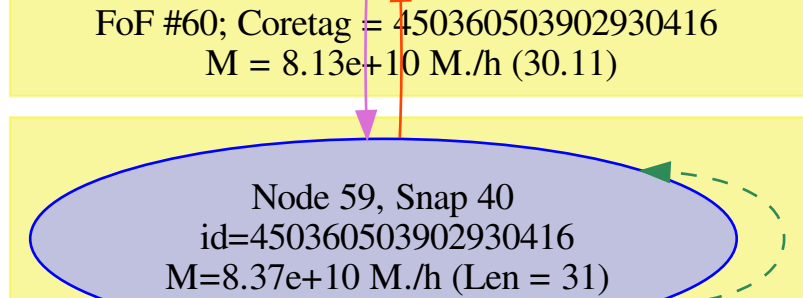 FoF #60; Coretag = 450360503902930416
M = 8.13e+10 M./h (30.11)
Node 59, Snap 40
id=450360503902930416
M=8.37e+10 M./h (Len = 31)